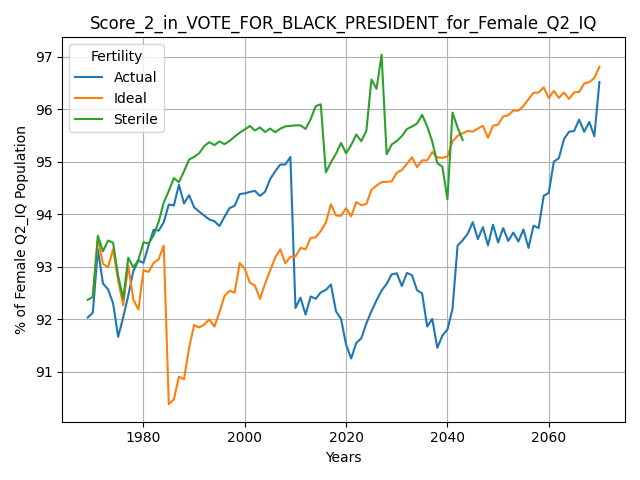 Score_2_in_VOTE_FOR_BLACK_PRESIDENT_for_Female_Q2_IQ
Fertility
Actual
Ideal
Sterile
% of Female Q2_IQ Population
97
96
95
94
93
92
91
1980
2000
2020
2040
2060
Years